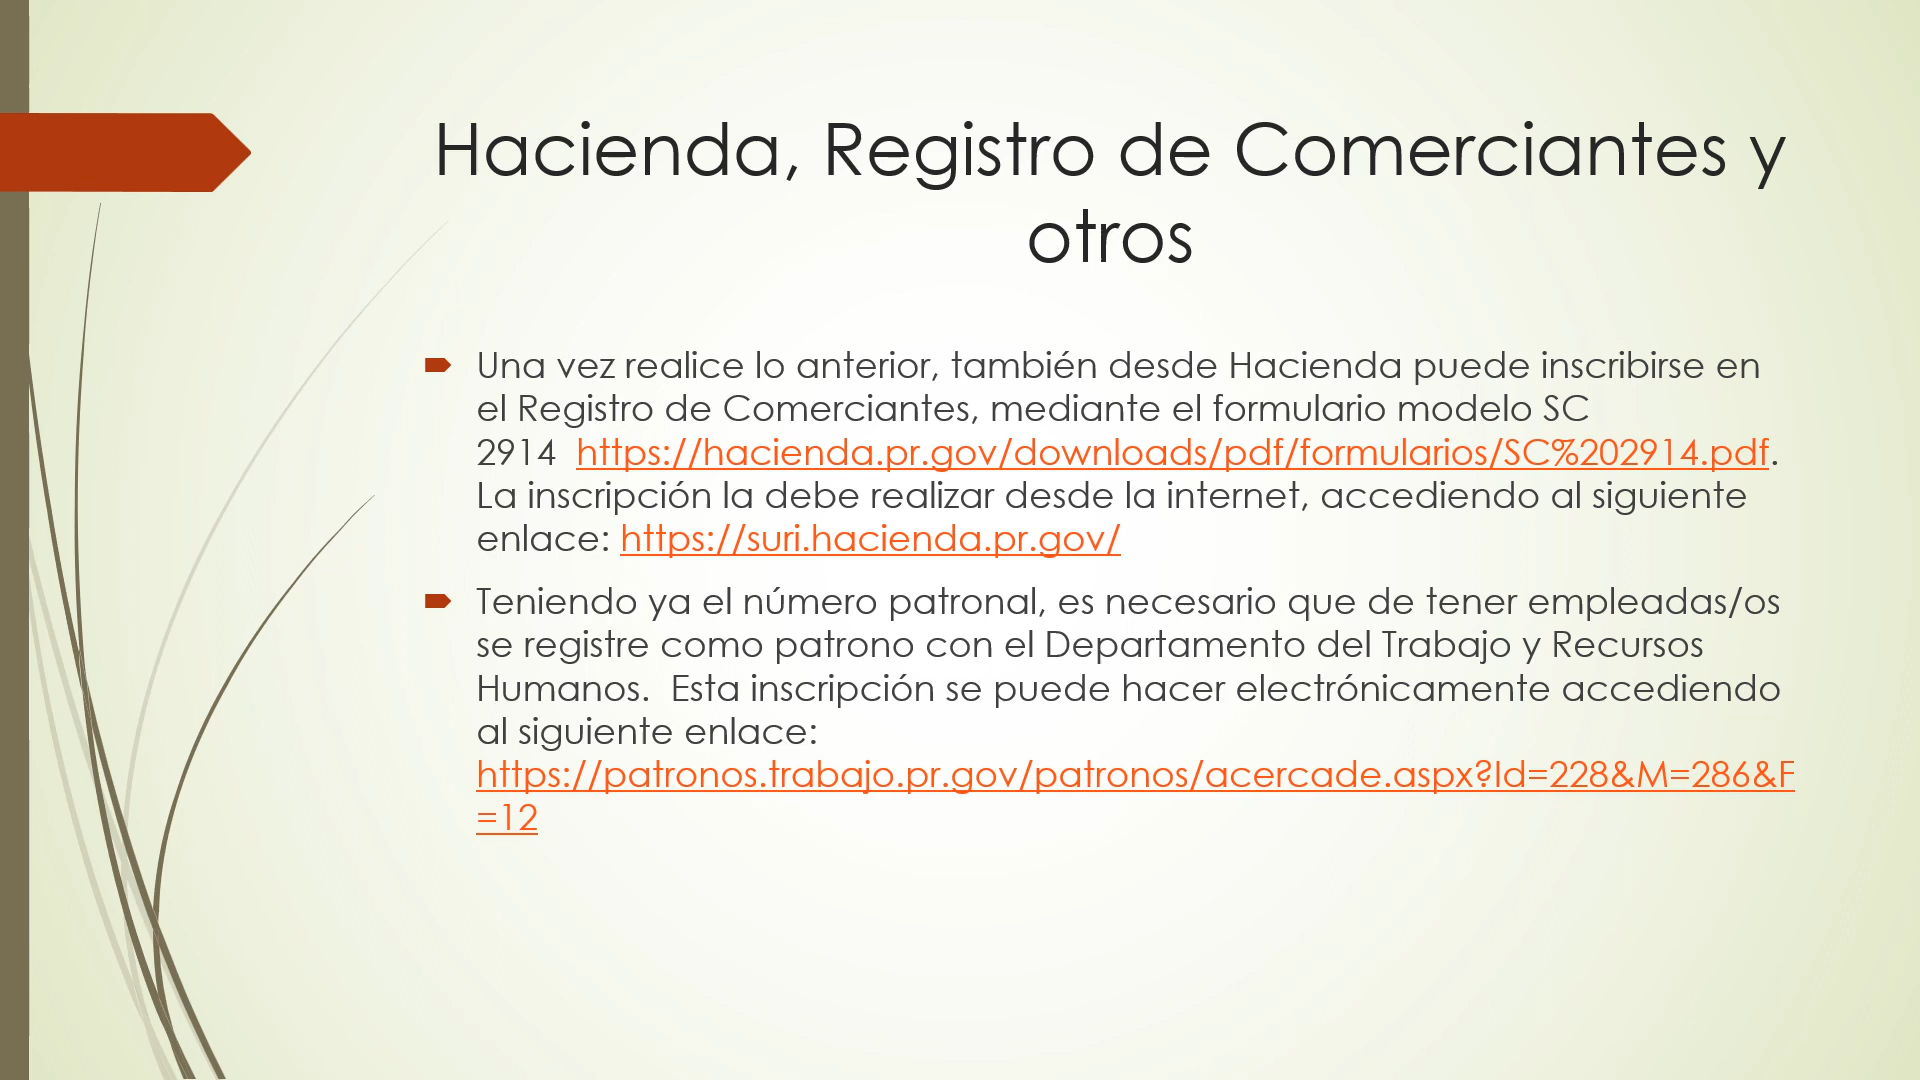 Hacienda, Registro de Comerciantes y
otros
Una vez realice lo anterior, también desde Hacienda puede inscribirse en
el Registro de Comerciantes, mediante el formulario modelo SC
2914  https://hacienda.pr.gov/downloads/pdf/formularios/SC%202914.pdf.
La inscripción la debe realizar desde la internet, accediendo al siguiente
enlace: https://suri.hacienda.pr.gov/
Teniendo ya el número patronal, es necesario que de tener empleadas/os
se registre como patrono con el Departamento del Trabajo y Recursos
Humanos.  Esta inscripción se puede hacer electrónicamente accediendo
al siguiente enlace:
https://patronos.trabajo.pr.gov/patronos/acercade.aspx?Id=228&M=286&F
=12